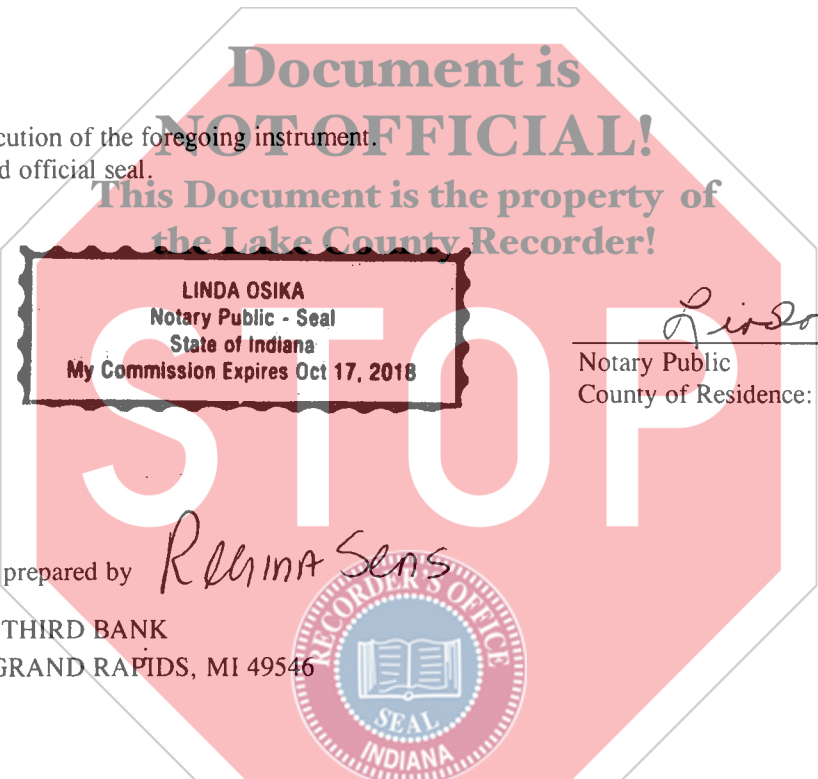 Document is
NOT OFFICIAL!
cution of the foregoing instrument.
d official seal.
This Document is the property of
the Lake County Recorder!
LINDA OSIKA
Notary Public - Seal
State of Indiana
My Commission Expires Oct 17, 2018
Notary Public
County of Residence:
STOP
prepared by Regina Sens
THIRD BANK
GRAND RAPIDS, MI 49546
RECORDER'S OFFICE
SEAL
INDIANA